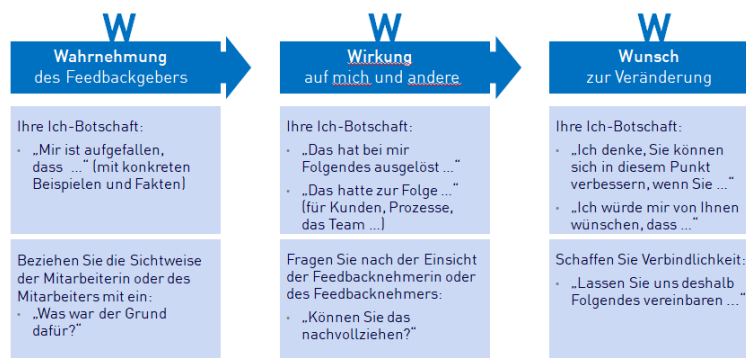 W
Wahrnehmung
des Feedbackgebers
Ihre Ich-Botschaft:
• „Mir ist aufgefallen,
dass ...“ (mit konkreten
Beispielen und Fakten)
Beziehen Sie die Sichtweise
der Mitarbeiterin oder des
Mitarbeiters mit ein:
• „Was war der Grund
dafür?“
W
Wirkung
auf mich und andere
Ihre Ich-Botschaft:
• „Das hat bei mir
Folgendes ausgelöst ...“
• „Das hatte zur Folge ...“
(für Kunden, Prozesse,
das Team ...)
Fragen Sie nach der Einsicht
der Feedbacknehmerin oder
des Feedbacknehmers:
• „Können Sie das
nachvollziehen?“
W
Wunsch
zur Veränderung
Ihre Ich-Botschaft:
• „Ich denke, Sie können
sich in diesem Punkt
verbessern, wenn Sie ...“
• „Ich würde mir von Ihnen
wünschen, dass ...“
Schaffen Sie Verbindlichkeit:
• „Lassen Sie uns deshalb
Folgendes vereinbaren ...“